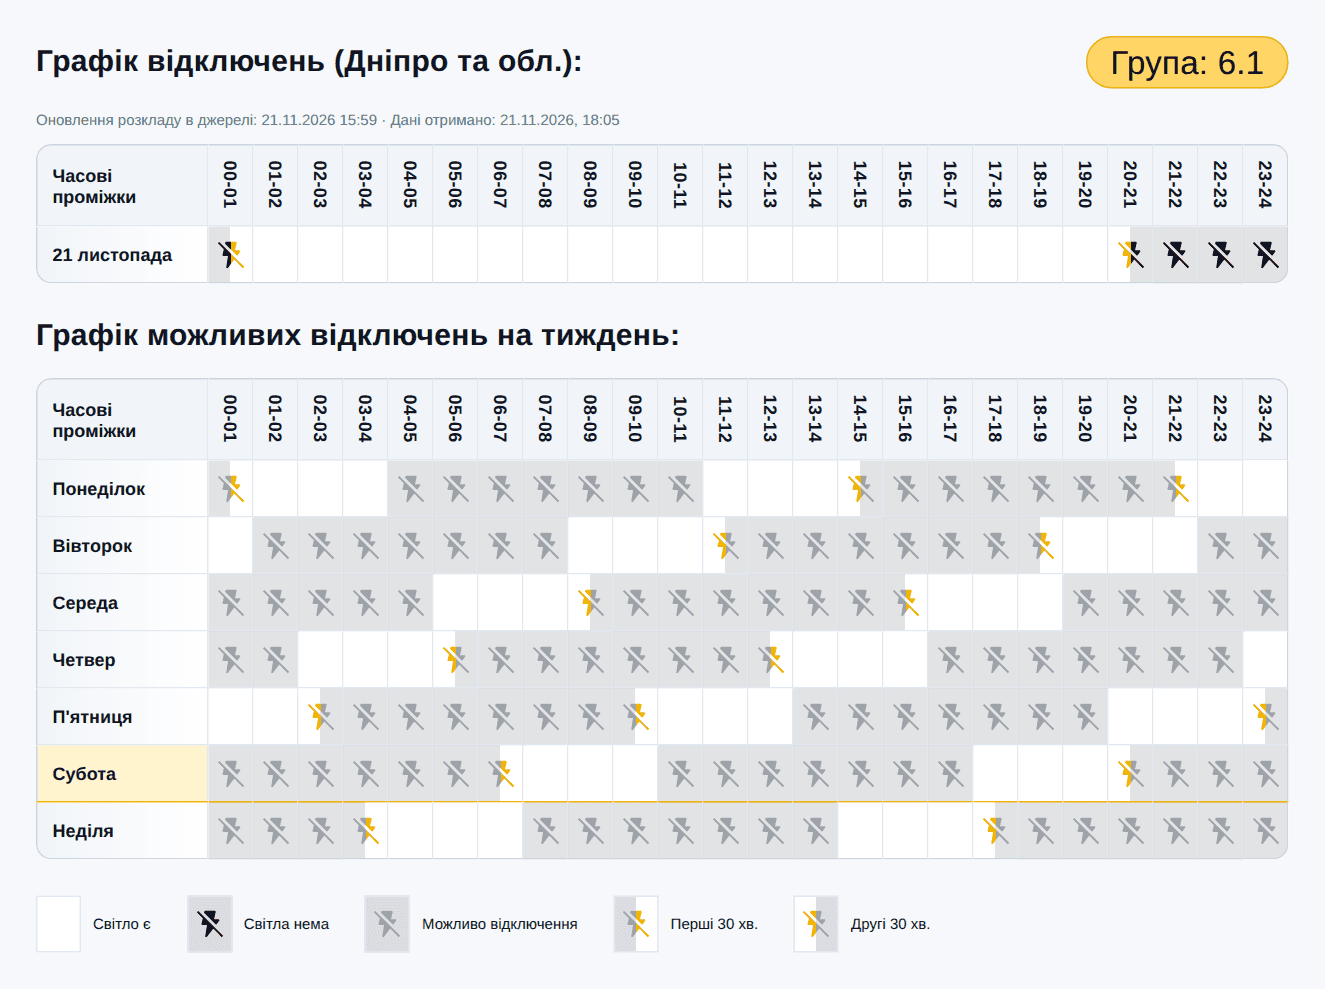 Графік відключень (Дніпро та обл.):
Група: 6.1
Оновлення розкладу в джерелі: 21.11.2026 15:59 · Дані отримано: 21.11.2026, 18:05
Часові проміжки 00-01 01-02 02-03 03-04 04-05 05-06 06-07 07-08 08-09 09-10 10-11 11-12 12-13 13-14 14-15 15-16 16-17 17-18 18-19 19-20 20-21 21-22 22-23 23-24
21 листопада
Графік можливих відключень на тиждень:
Часові проміжки 00-01 01-02 02-03 03-04 04-05 05-06 06-07 07-08 08-09 09-10 10-11 11-12 12-13 13-14 14-15 15-16 16-17 17-18 18-19 19-20 20-21 21-22 22-23 23-24
Понеділок
Вівторок
Середа
Четвер
П'ятниця
Субота
Неділя
Світло є Світла нема Можливо відключення Перші 30 хв. Другі 30 хв.